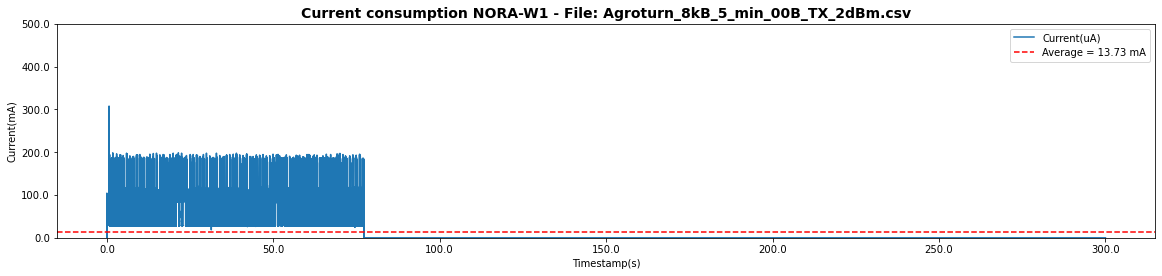 Current consumption NORA-W1 - File: Agroturn_8kB_5_min_00B_TX_2dBm.csv
500.0
400.0
300.0
200.0
100.0
0.0
Current(mA)
Current(uA)
Average = 13.73 mA
0.0 50.0 100.0 150.0 200.0 250.0 300.0
Timestamp(s)